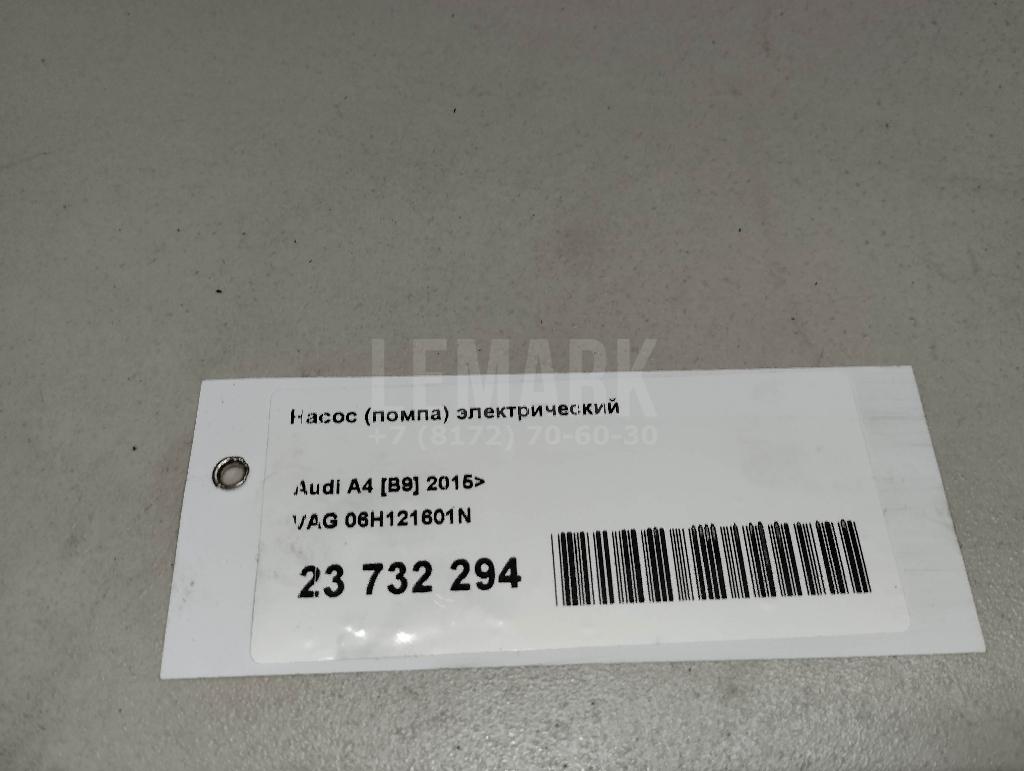 LEMARK
Насос (помпа) электрический
+7 (8172) 70-60-30
Audi A4 [B9] 2015>
VAG 06H121601N
23 732 294